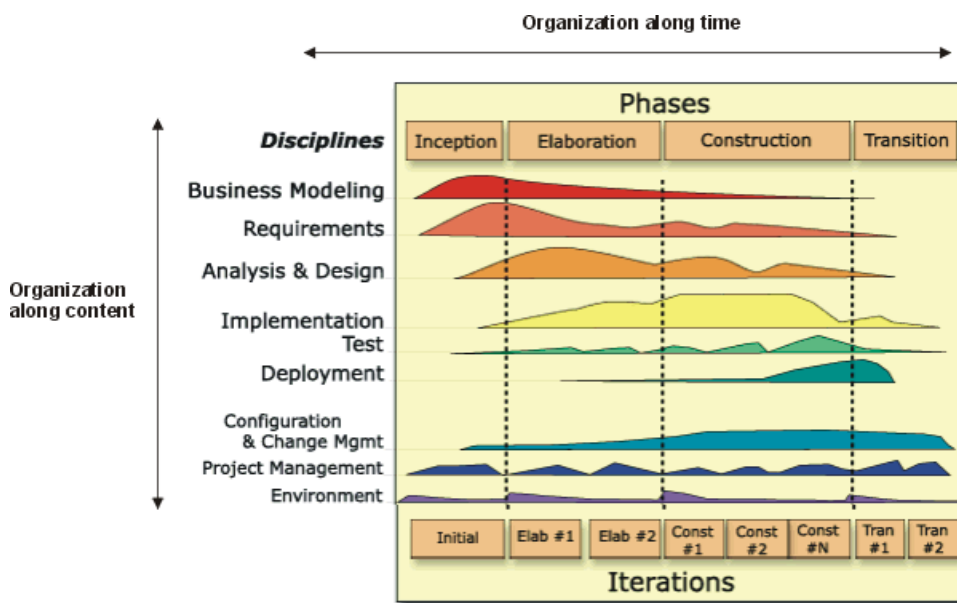 Organization along time
Phases
Disciplines
Inception
Elaboration
Construction
Transition
Business Modeling
Requirements
Analysis & Design
Organization
along content
Implementation
Test
Deployment
Configuration
& Change Mgmt
Project Management
Environment
Initial
Elab #1
Elab #2
Const
#1
Const
#2
Const
#N
Tran
#1
Tran
#2
Iterations